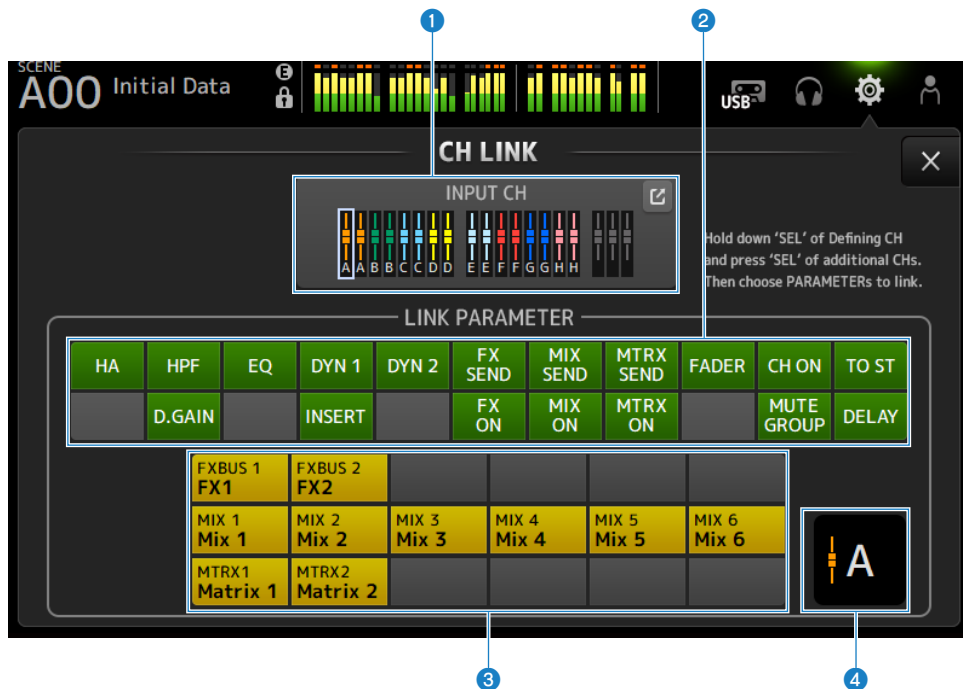 1 2
SCENE
A00 Initial Data E USB
CH LINK
INPUT CH
A A B B C C D D E E F F G G H H
Hold down 'SEL' of Defining CH
and press 'SEL' of additional CHs.
Then choose PARAMETERs to link.
LINK PARAMETER
HA HPF EQ DYN 1 DYN 2 FX SEND MIX SEND MTRX SEND FADER CH ON TO ST
D.GAIN INSERT FX ON MIX ON MTRX ON MUTE GROUP DELAY
FXBUS 1 FXBUS 2
FX1 FX2
MIX 1 MIX 2 MIX 3 MIX 4 MIX 5 MIX 6
Mix 1 Mix 2 Mix 3 Mix 4 Mix 5 Mix 6
MTRX1 MTRX2
Matrix 1 Matrix 2
A
3 4